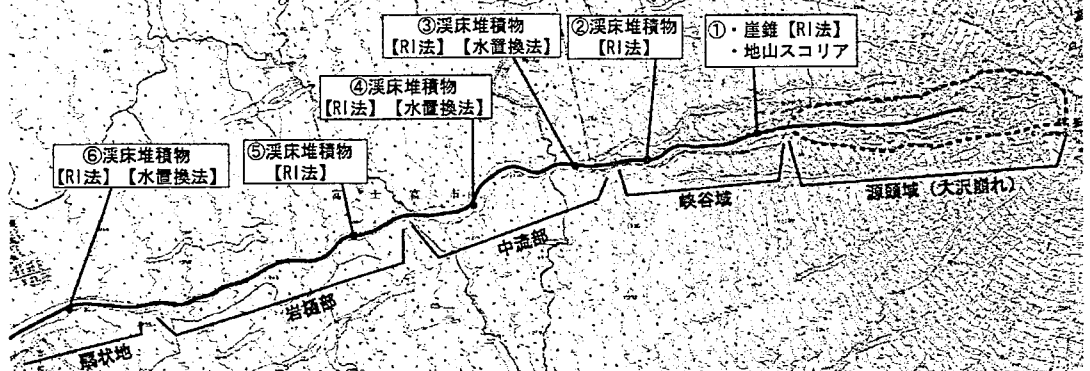 ③渓床堆積物
【RI法】【水置換法】
②渓床堆積物
【RI法】
①・崖錐【RI法】
・地山スコリア
④渓床堆積物
【RI法】【水置換法】
⑥渓床堆積物
【RI法】【水置換法】
⑤渓床堆積物
【RI法】
富士宮市
源頭域（大沢崩れ）
峡谷域
中流部
岩樋部
扇状地